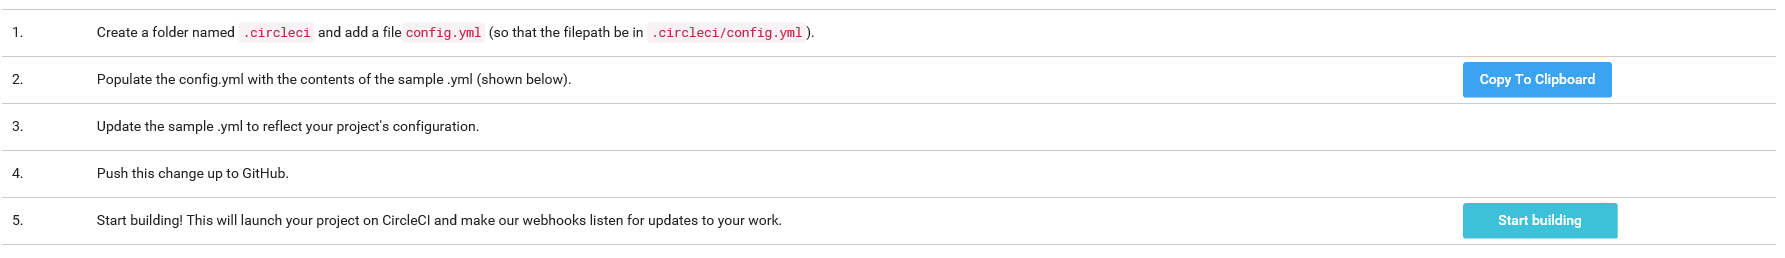 1. Create a folder named .circleci and add a file config.yml (so that the filepath be in .circleci/config.yml ).
2. Populate the config.yml with the contents of the sample .yml (shown below). Copy To Clipboard
3. Update the sample .yml to reflect your project's configuration.
4. Push this change up to GitHub.
5. Start building! This will launch your project on CircleCI and make our webhooks listen for updates to your work. Start building